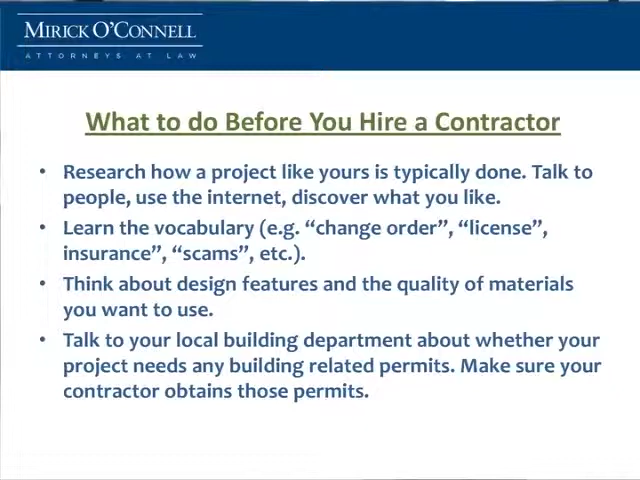 MIRICK O'CONNELL
ATTORNEYS AT LAW
What to do Before You Hire a Contractor
• Research how a project like yours is typically done. Talk to
people, use the internet, discover what you like.
• Learn the vocabulary (e.g. “change order”, “license”,
insurance”, “scams”, etc.).
• Think about design features and the quality of materials
you want to use.
• Talk to your local building department about whether your
project needs any building related permits. Make sure your
contractor obtains those permits.